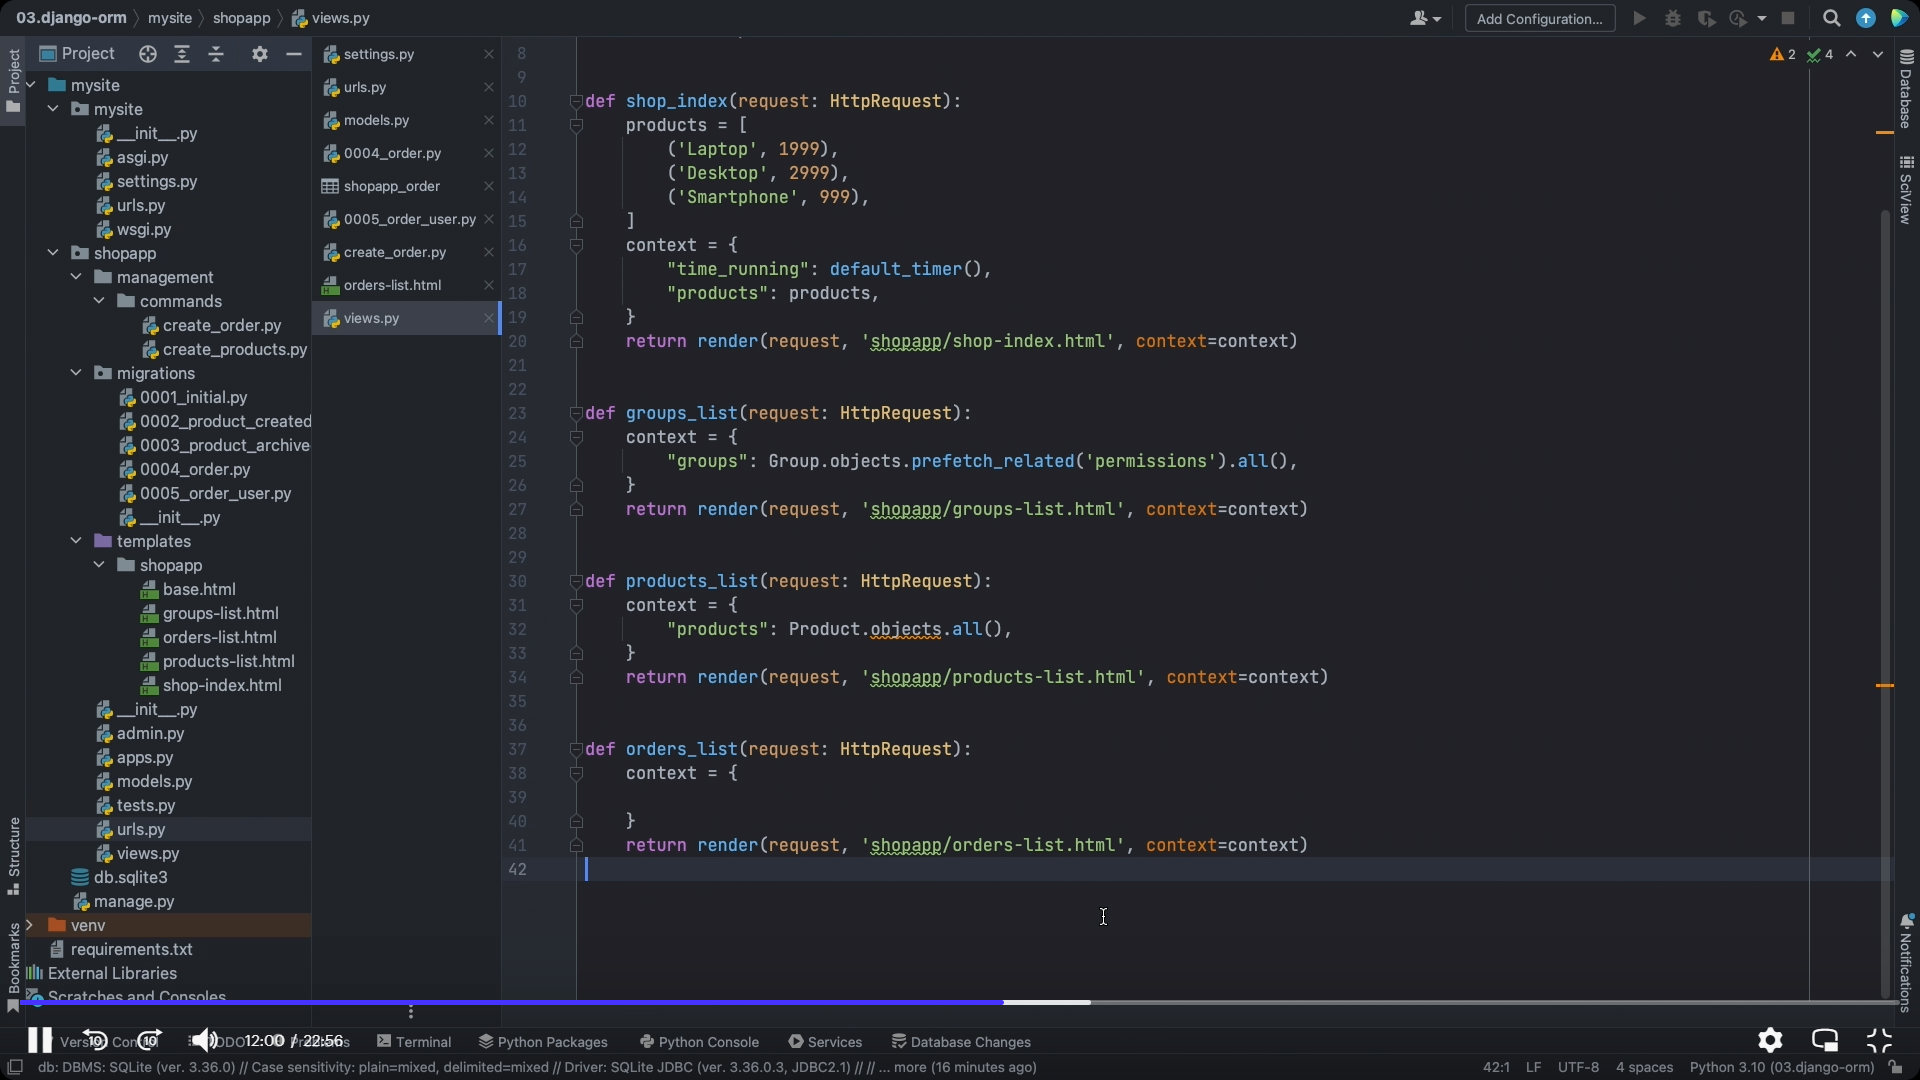 03.django-orm mysite shopapp views.py
Add Configuration...
Project
Project
mysite
mysite
__init__.py
asgi.py
settings.py
urls.py
wsgi.py
shopapp
management
commands
create_order.py
create_products.py
migrations
0001_initial.py
0002_product_created
0003_product_archive
0004_order.py
0005_order_user.py
__init__.py
templates
shopapp
base.html
groups-list.html
orders-list.html
products-list.html
shop-index.html
__init__.py
admin.py
apps.py
models.py
tests.py
urls.py
views.py
db.sqlite3
manage.py
venv
requirements.txt
External Libraries
Scratches and Consoles
Structure
Bookmarks
settings.py
urls.py
models.py
0004_order.py
shopapp_order
0005_order_user.py
create_order.py
orders-list.html
views.py
2 4
8
9
10 def shop_index(request: HttpRequest):
11 products = [
12 ('Laptop', 1999),
13 ('Desktop', 2999),
14 ('Smartphone', 999),
15 ]
16 context = {
17 "time_running": default_timer(),
18 "products": products,
19 }
20 return render(request, 'shopapp/shop-index.html', context=context)
21
22
23 def groups_list(request: HttpRequest):
24 context = {
25 "groups": Group.objects.prefetch_related('permissions').all(),
26 }
27 return render(request, 'shopapp/groups-list.html', context=context)
28
29
30 def products_list(request: HttpRequest):
31 context = {
32 "products": Product.objects.all(),
33 }
34 return render(request, 'shopapp/products-list.html', context=context)
35
36
37 def orders_list(request: HttpRequest):
38 context = {
39
40 }
41 return render(request, 'shopapp/orders-list.html', context=context)
42
Database
SciView
Notifications
10 10 12:00 / 22:56 Terminal Python Packages Python Console Services Database Changes
db: DBMS: SQLite (ver. 3.36.0) // Case sensitivity: plain=mixed, delimited=mixed // Driver: SQLite JDBC (ver. 3.36.0.3, JDBC2.1) // // ... more (16 minutes ago) 42:1 LF UTF-8 4 spaces Python 3.10 (03.django-orm)